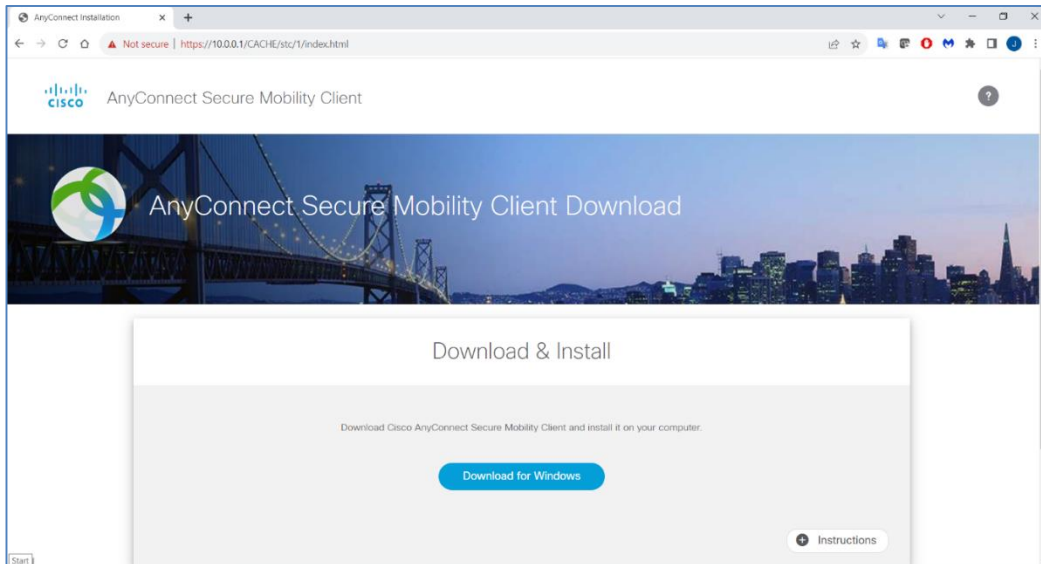 AnyConnect Installation
Not secure | https://10.0.0.1/CACHE/stc/1/index.html
J
CISCO AnyConnect Secure Mobility Client
?
AnyConnect Secure Mobility Client Download
Download & Install
Download Cisco AnyConnect Secure Mobility Client and install it on your computer.
Download for Windows
Instructions
Start